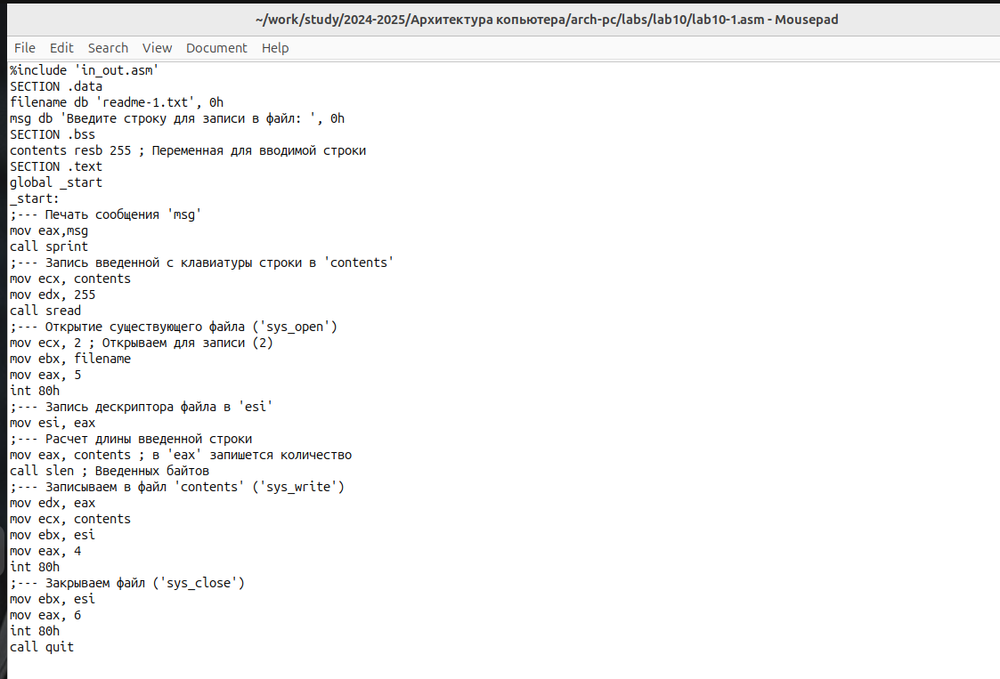 ~/work/study/2024-2025/Архитектура копьютера/arch-pc/labs/lab10/lab10-1.asm - Mousepad
File Edit Search View Document Help
%include 'in_out.asm'
SECTION .data
filename db 'readme-1.txt', 0h
msg db 'Введите строку для записи в файл: ', 0h
SECTION .bss
contents resb 255 ; Переменная для вводимой строки
SECTION .text
global _start
_start:
;--- Печать сообщения 'msg'
mov eax,msg
call sprint
;--- Запись введенной с клавиатуры строки в 'contents'
mov ecx, contents
mov edx, 255
call sread
;--- Открытие существующего файла ('sys_open')
mov ecx, 2 ; Открываем для записи (2)
mov ebx, filename
mov eax, 5
int 80h
;--- Запись дескриптора файла в 'esi'
mov esi, eax
;--- Расчет длины введенной строки
mov eax, contents ; в 'eax' запишется количество
call slen ; Введенных байтов
;--- Записываем в файл 'contents' ('sys_write')
mov edx, eax
mov ecx, contents
mov ebx, esi
mov eax, 4
int 80h
;--- Закрываем файл ('sys_close')
mov ebx, esi
mov eax, 6
int 80h
call quit